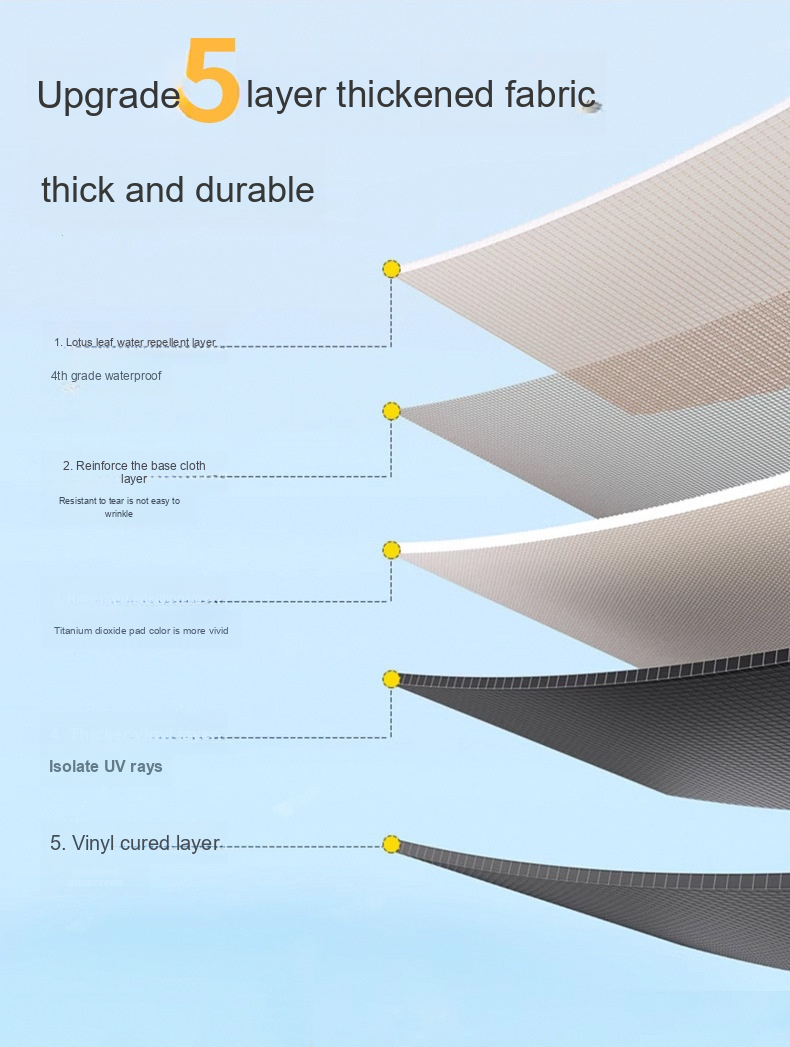 Upgrade 5 layer thickened fabric
thick and durable
1. Lotus leaf water repellent layer
4th grade waterproof
2. Reinforce the base cloth
layer
Resistant to tear is not easy to
wrinkle
Titanium dioxide pad color is more vivid
Isolate UV rays
5. Vinyl cured layer